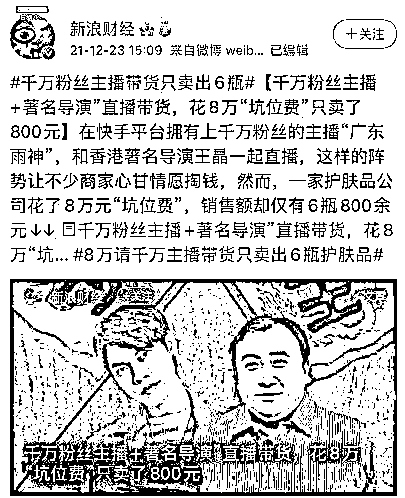 新浪财经
+关注
21-12-23 15:09 来自微博 weib... 已编辑
#千万粉丝主播带货只卖出6瓶#【千万粉丝主播
+著名导演"直播带货，花8万"坑位费"只卖了
800元】在快手平台拥有上千万粉丝的主播"广东
雨神"，和香港著名导演王晶一起直播，这样的阵
势让不少商家心甘情愿掏钱，然而，一家护肤品公
司花了8万元"坑位费"，销售额却仅有6瓶800余
元↓↓千万粉丝主播+著名导演"直播带货，花8
万"坑... #8万请千万主播带货只卖出6瓶护肤品#
新浪财经
千万粉丝主播+著名导演"直播带货，花8万
"坑位费"只卖了800元